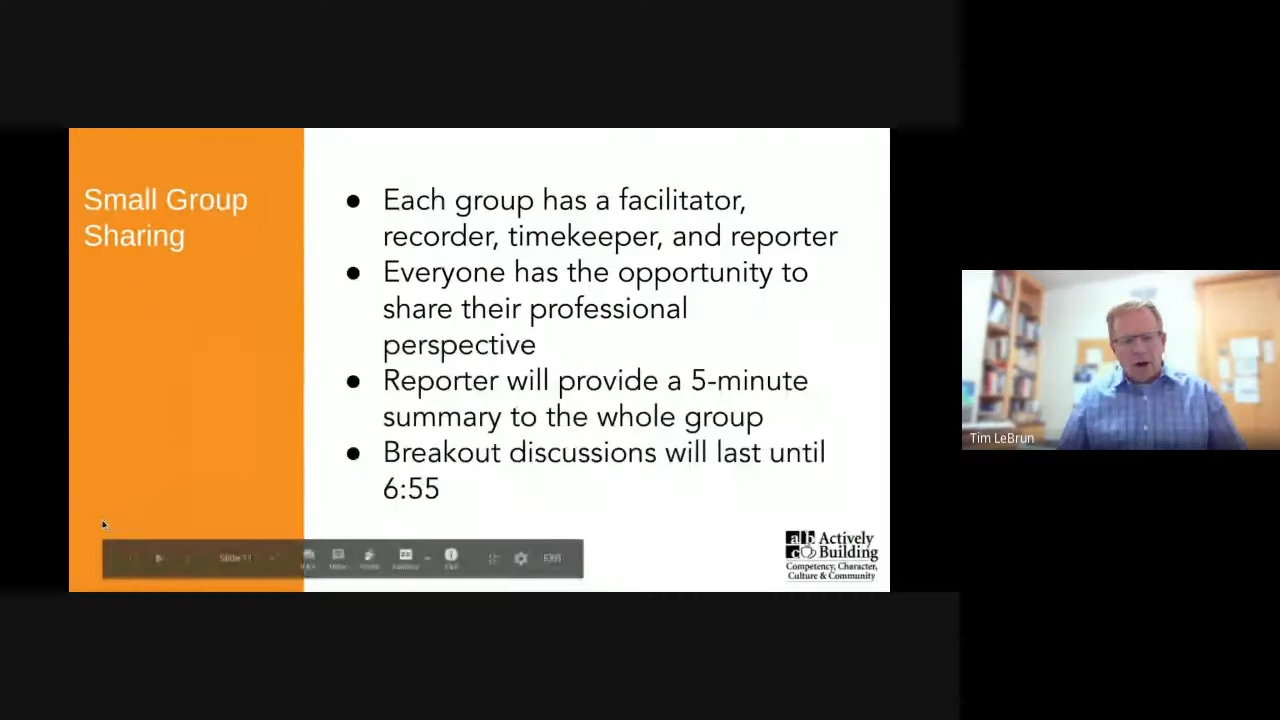 Small Group
Sharing
● Each group has a facilitator,
recorder, timekeeper, and reporter
● Everyone has the opportunity to
share their professional
perspective
● Reporter will provide a 5-minute
summary to the whole group
● Breakout discussions will last until
6:55
Slide 11
EXIT
Actively
Building
Competency, Character,
Culture & Community
Tim LeBrun